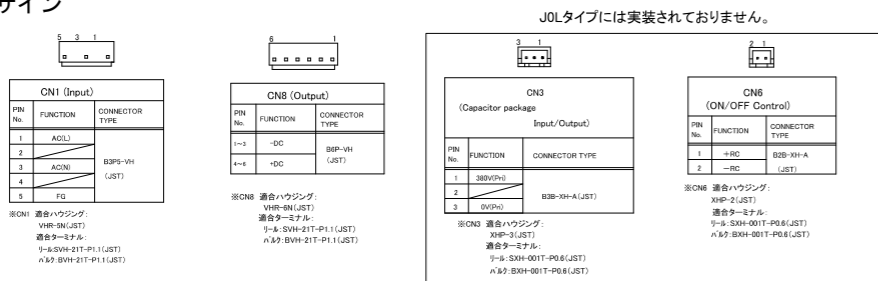 サイン
J0Lタイプには実装されておりません。
5 3 1
CN1 (Input)
PIN No. FUNCTION CONNECTOR TYPE
1 AC(L)
2
3 AC(N)
4
5 FG
B3P5-VH
(JST)
※CN1 適合ハウジング:
VHR-5N(JST)
適合ターミナル:
リール:SVH-21T-P1.1(JST)
バルク:BVH-21T-P1.1(JST)
6 1
CN8 (Output)
PIN No. FUNCTION CONNECTOR TYPE
1~3 -DC
4~6 +DC
B6P-VH
(JST)
※CN8 適合ハウジング:
VHR-6N(JST)
適合ターミナル:
リール:SVH-21T-P1.1(JST)
バルク:BVH-21T-P1.1(JST)
3 1
CN3
(Capacitor package
Input/Output)
PIN No. FUNCTION CONNECTOR TYPE
1 380V(Pri)
2
3 0V(Pri)
B3B-XH-A(JST)
※CN3 適合ハウジング:
XHP-3(JST)
適合ターミナル:
リール:SXH-001T-P0.6(JST)
バルク:BXH-001T-P0.6(JST)
2 1
CN6
(ON/OFF Control)
PIN No. FUNCTION CONNECTOR TYPE
1 +RC
2 -RC
B2B-XH-A
(JST)
※CN6 適合ハウジング:
XHP-2(JST)
適合ターミナル:
リール:SXH-001T-P0.6(JST)
バルク:BXH-001T-P0.6(JST)